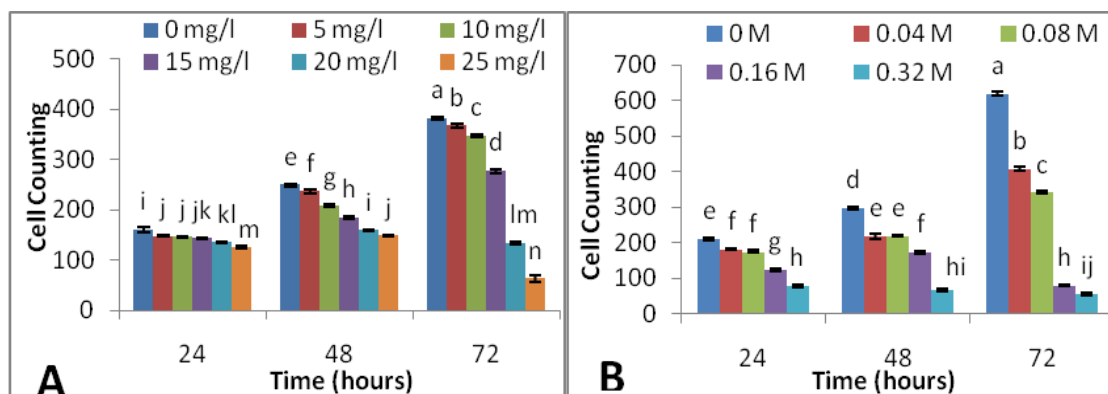 0 mg/l 5 mg/l 10 mg/l
15 mg/l 20 mg/l 25 mg/l
Cell Counting
500
400
300
200
100
0
i j j jk kl m
e f g h i j
a b c d lm n
24 48 72
Time (hours)
A
0 M 0.04 M 0.08 M
0.16 M 0.32 M
Cell Counting
700
600
500
400
300
200
100
0
e f f g h
d e e f hi
a b c h ij
24 48 72
Time (hours)
B